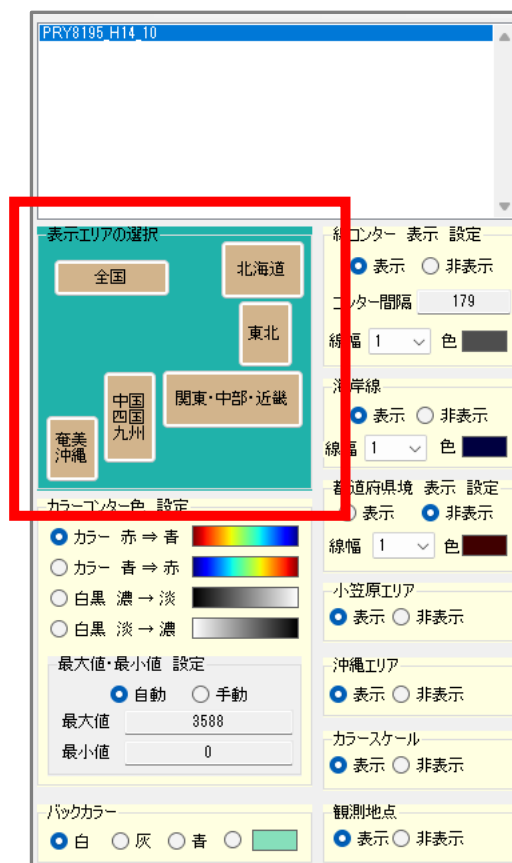 PRY8195_H14_10
表示エリアの選択
全国
北海道
東北
関東・中部・近畿
中国
四国
九州
奄美
沖縄
カラーコンター色 設定
カラー 赤 ⇒ 青
カラー 青 ⇒ 赤
白黒 濃 → 淡
白黒 淡 → 濃
最大値・最小値 設定
自動 手動
最大値 3588
最小値 0
バックカラー
白 灰 青
線コンター 表示 設定
表示 非表示
コンター間隔 179
線幅 1 色
海岸線
表示 非表示
線幅 1 色
都道府県境 表示 設定
表示 非表示
線幅 1 色
小笠原エリア
表示 非表示
沖縄エリア
表示 非表示
カラースケール
表示 非表示
観測地点
表示 非表示